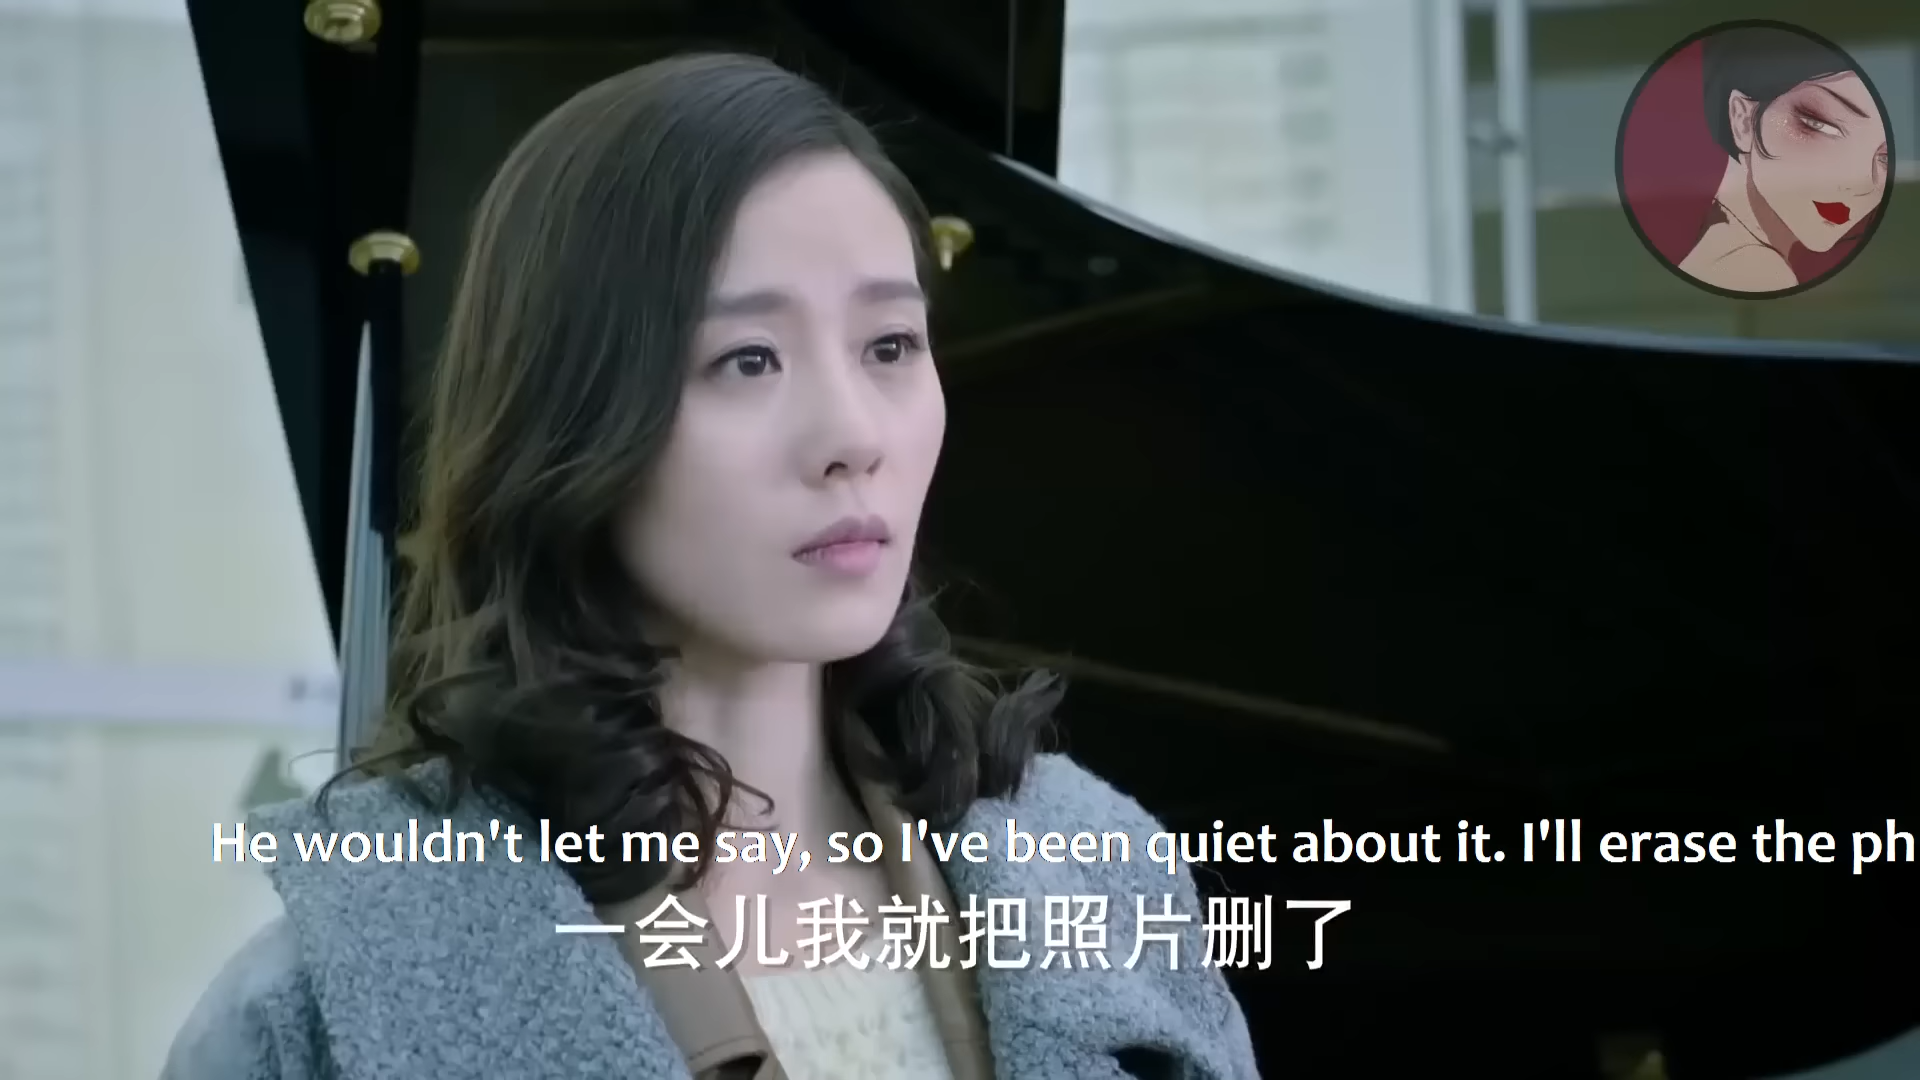 He wouldn't let me say, so I've been quiet about it. I'll erase the ph
一会儿我就把照片删了